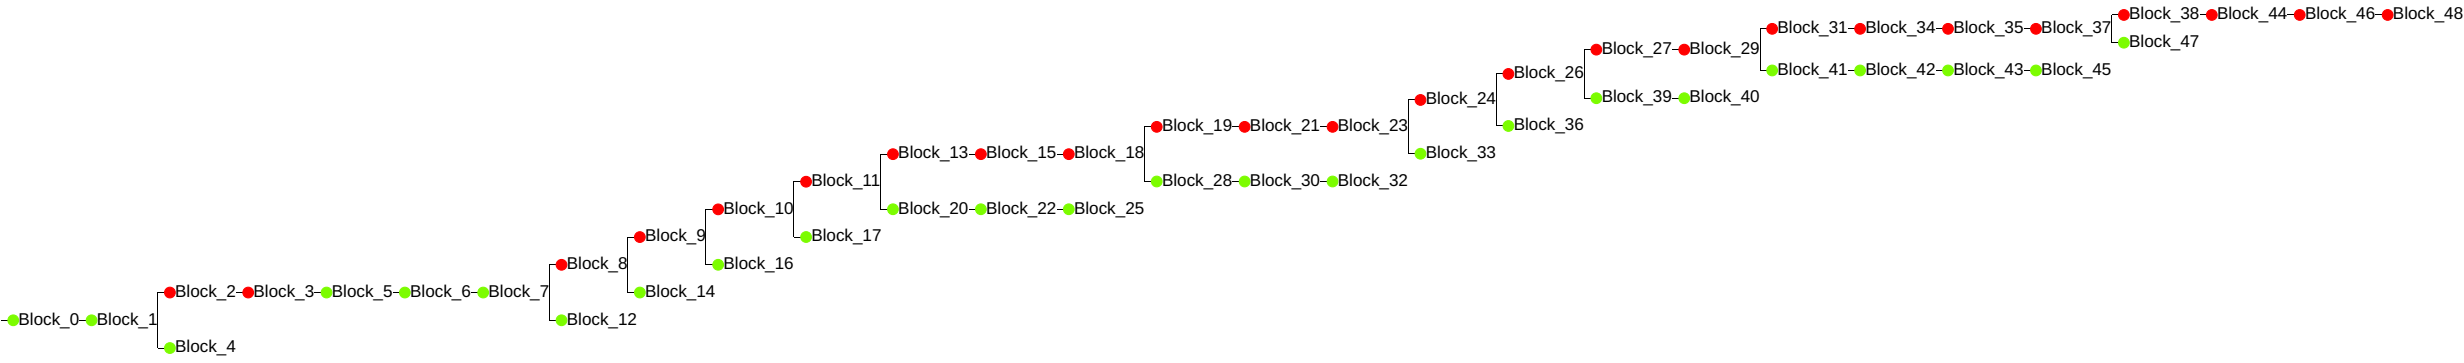 Block_38 Block_44 Block_46 Block_48
Block_31 Block_34 Block_35 Block_37
Block_47
Block_27 Block_29
Block_41 Block_42 Block_43 Block_45
Block_26
Block_39 Block_40
Block_24
Block_36
Block_19 Block_21 Block_23
Block_33
Block_13 Block_15 Block_18
Block_28 Block_30 Block_32
Block_11
Block_20 Block_22 Block_25
Block_10
Block_17
Block_9
Block_16
Block_8
Block_14
Block_2 Block_3 Block_5 Block_6 Block_7
Block_12
Block_0 Block_1
Block_4